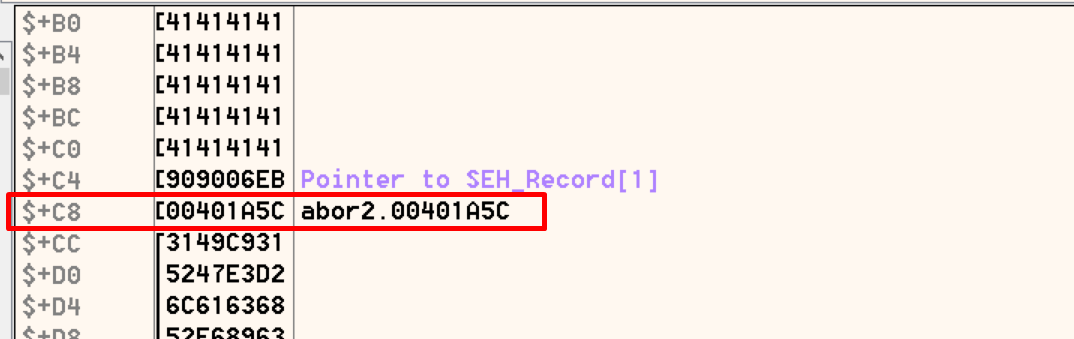 $+B0 [41414141
$+B4 [41414141
$+B8 [41414141
$+BC [41414141
$+C0 [41414141
$+C4 [909006EB Pointer to SEH_Record[1]
$+C8 [00401A5C abor2.00401A5C
$+CC [3149C931
$+D0 5247E3D2
$+D4 6C616368
$+D8 52E68963